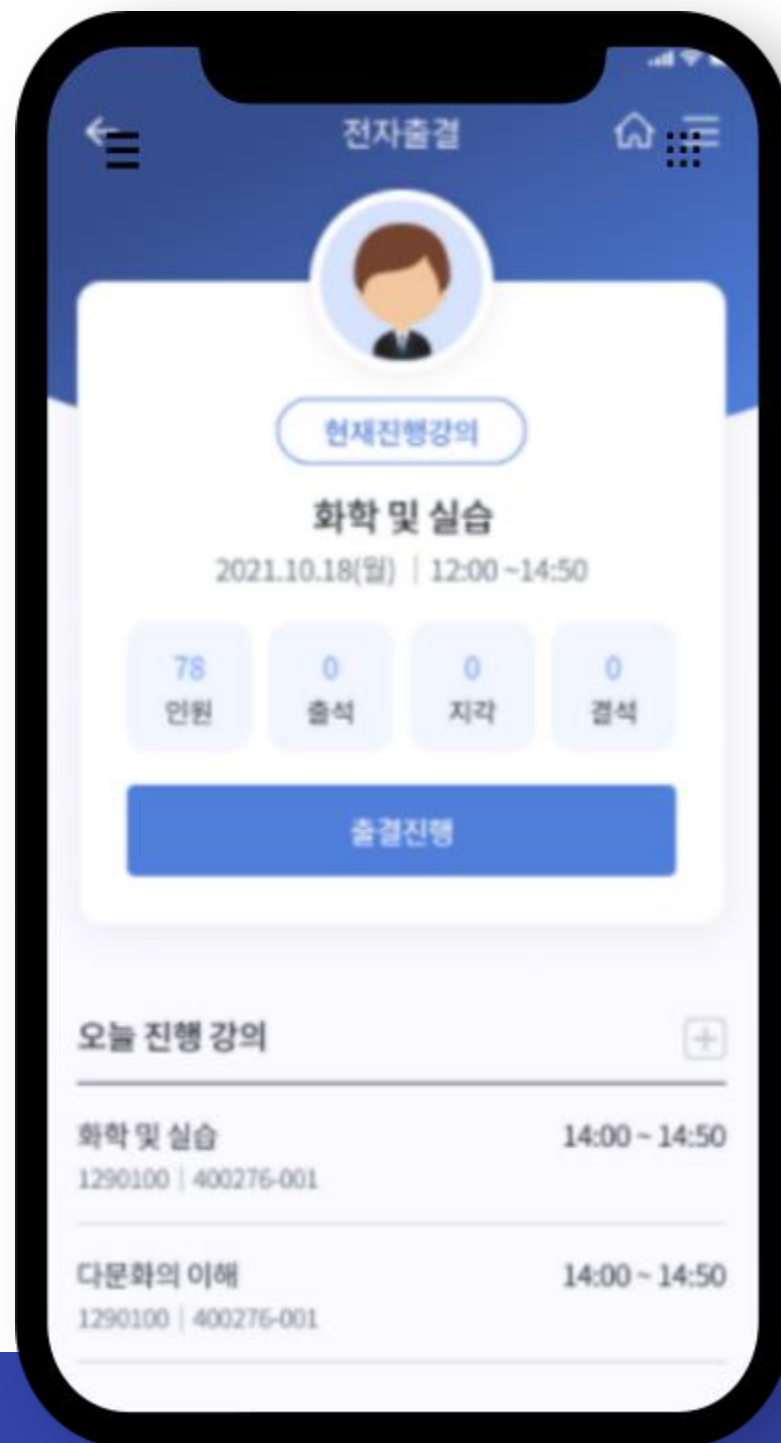 전자출결
현재진행강의
화학 및 실습
2021.10.18(월) | 12:00 ~14:50
78 0 0 0
인원 출석 지각 결석
출결진행
오늘 진행 강의
화학 및 실습 14:00 ~ 14:50
1290100 | 400276-001
다문화의 이해 14:00 ~ 14:50
1290100 | 400276-001